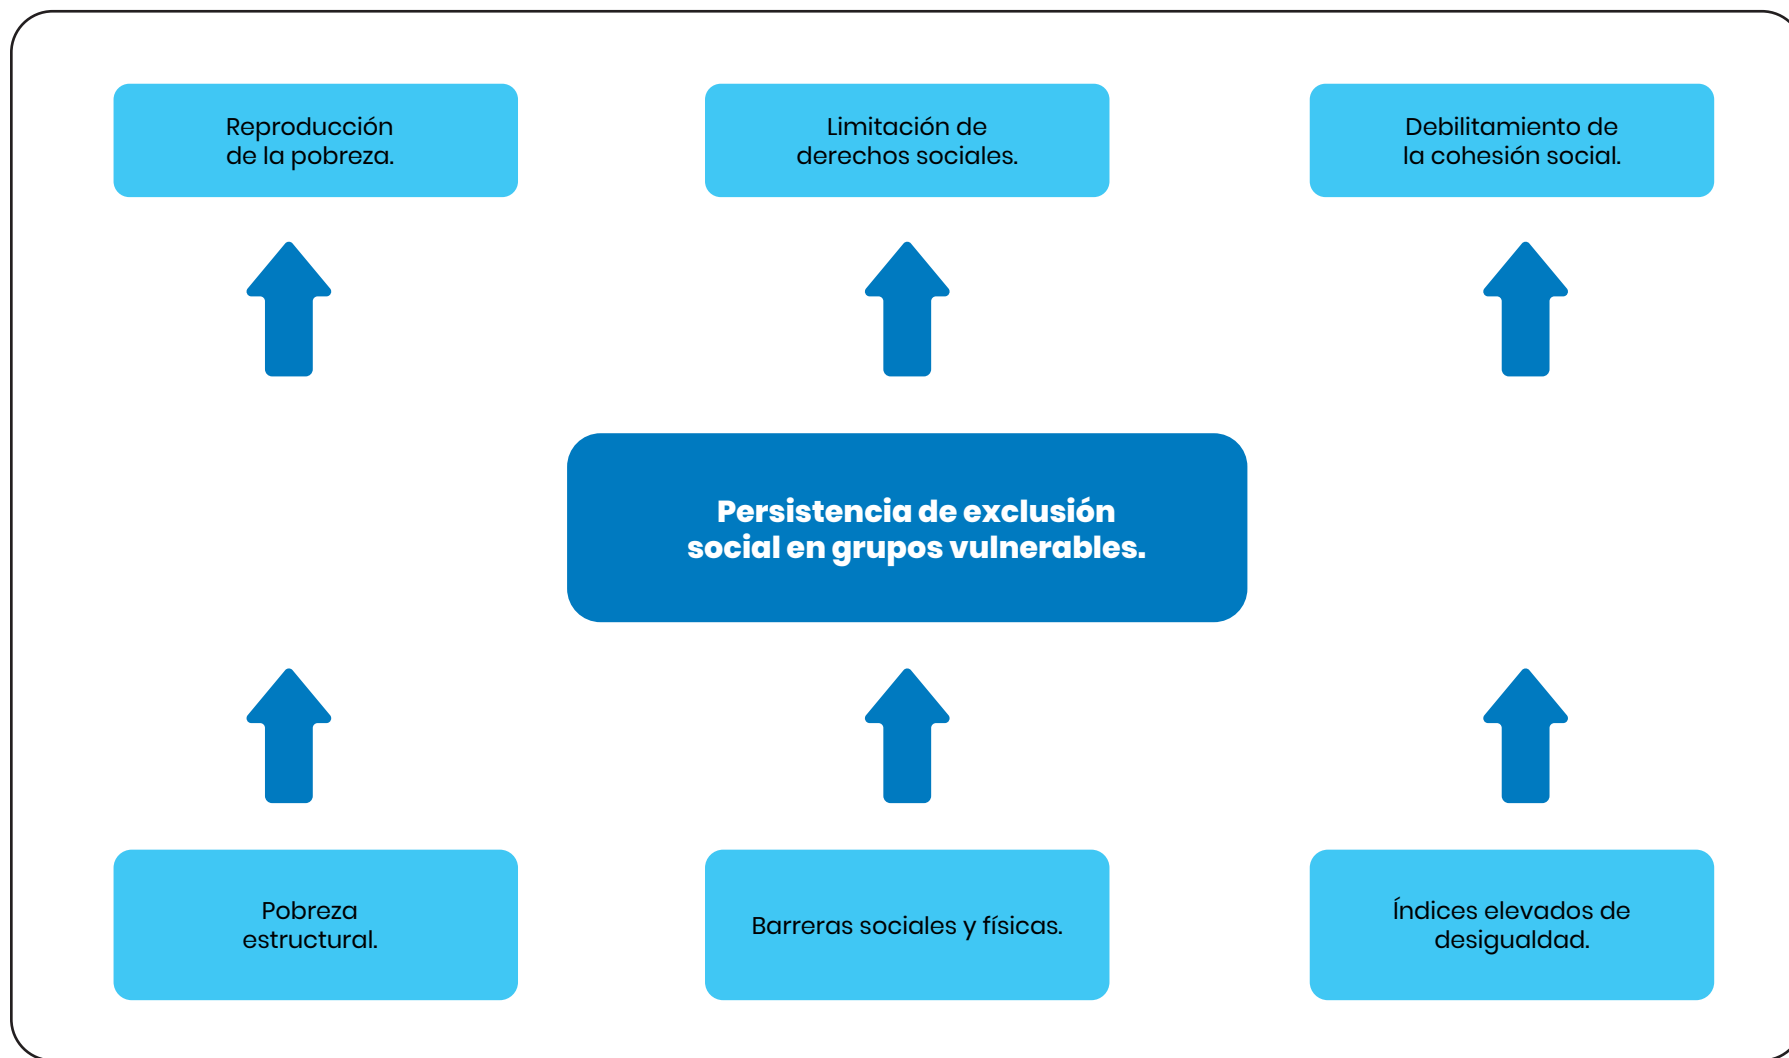 Reproducción
de la pobreza.
Limitación de
derechos sociales.
Debilitamiento de
la cohesión social.
Persistencia de exclusión
social en grupos vulnerables.
Pobreza
estructural.
Barreras sociales y físicas.
Índices elevados de
desigualdad.